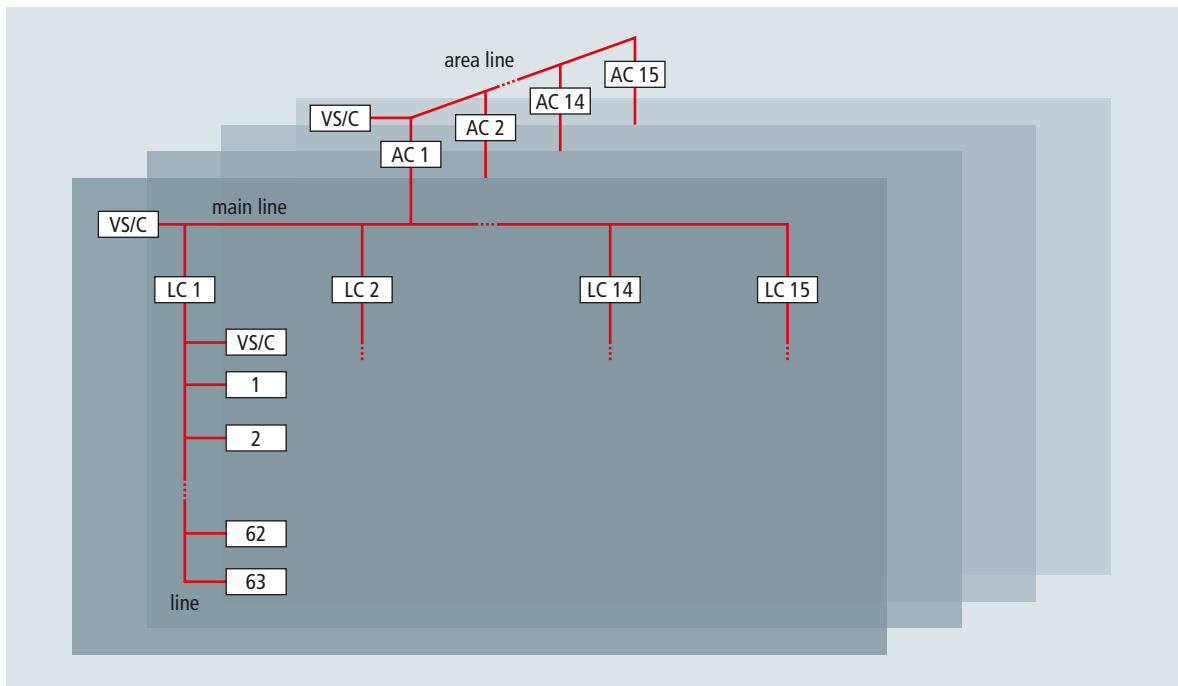 area line
AC 15
AC 14
VS/C
AC 2
AC 1
main line
VS/C
LC 1
LC 2
LC 14
LC 15
VS/C
1
2
62
63
line